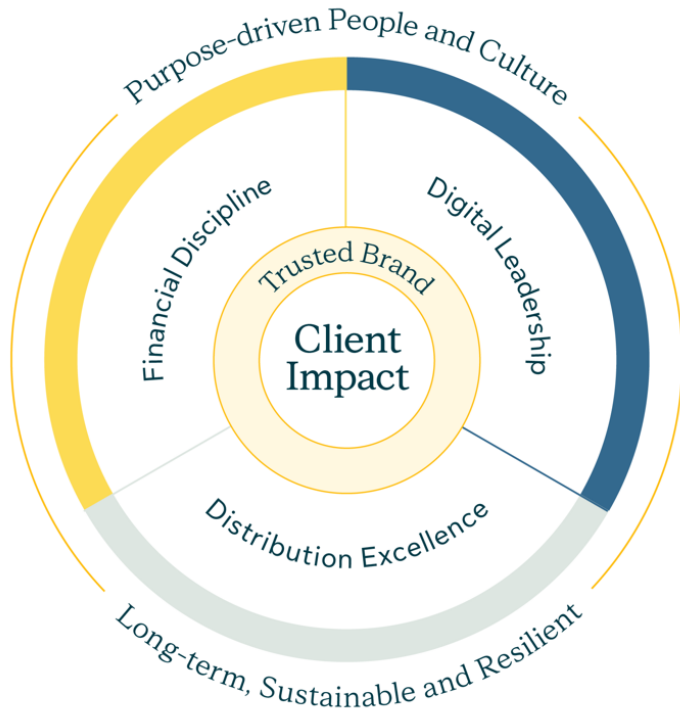 Purpose-driven People and Culture
Financial Discipline
Digital Leadership
Trusted Brand
Client
Impact
Distribution Excellence
Long-term, Sustainable and Resilient